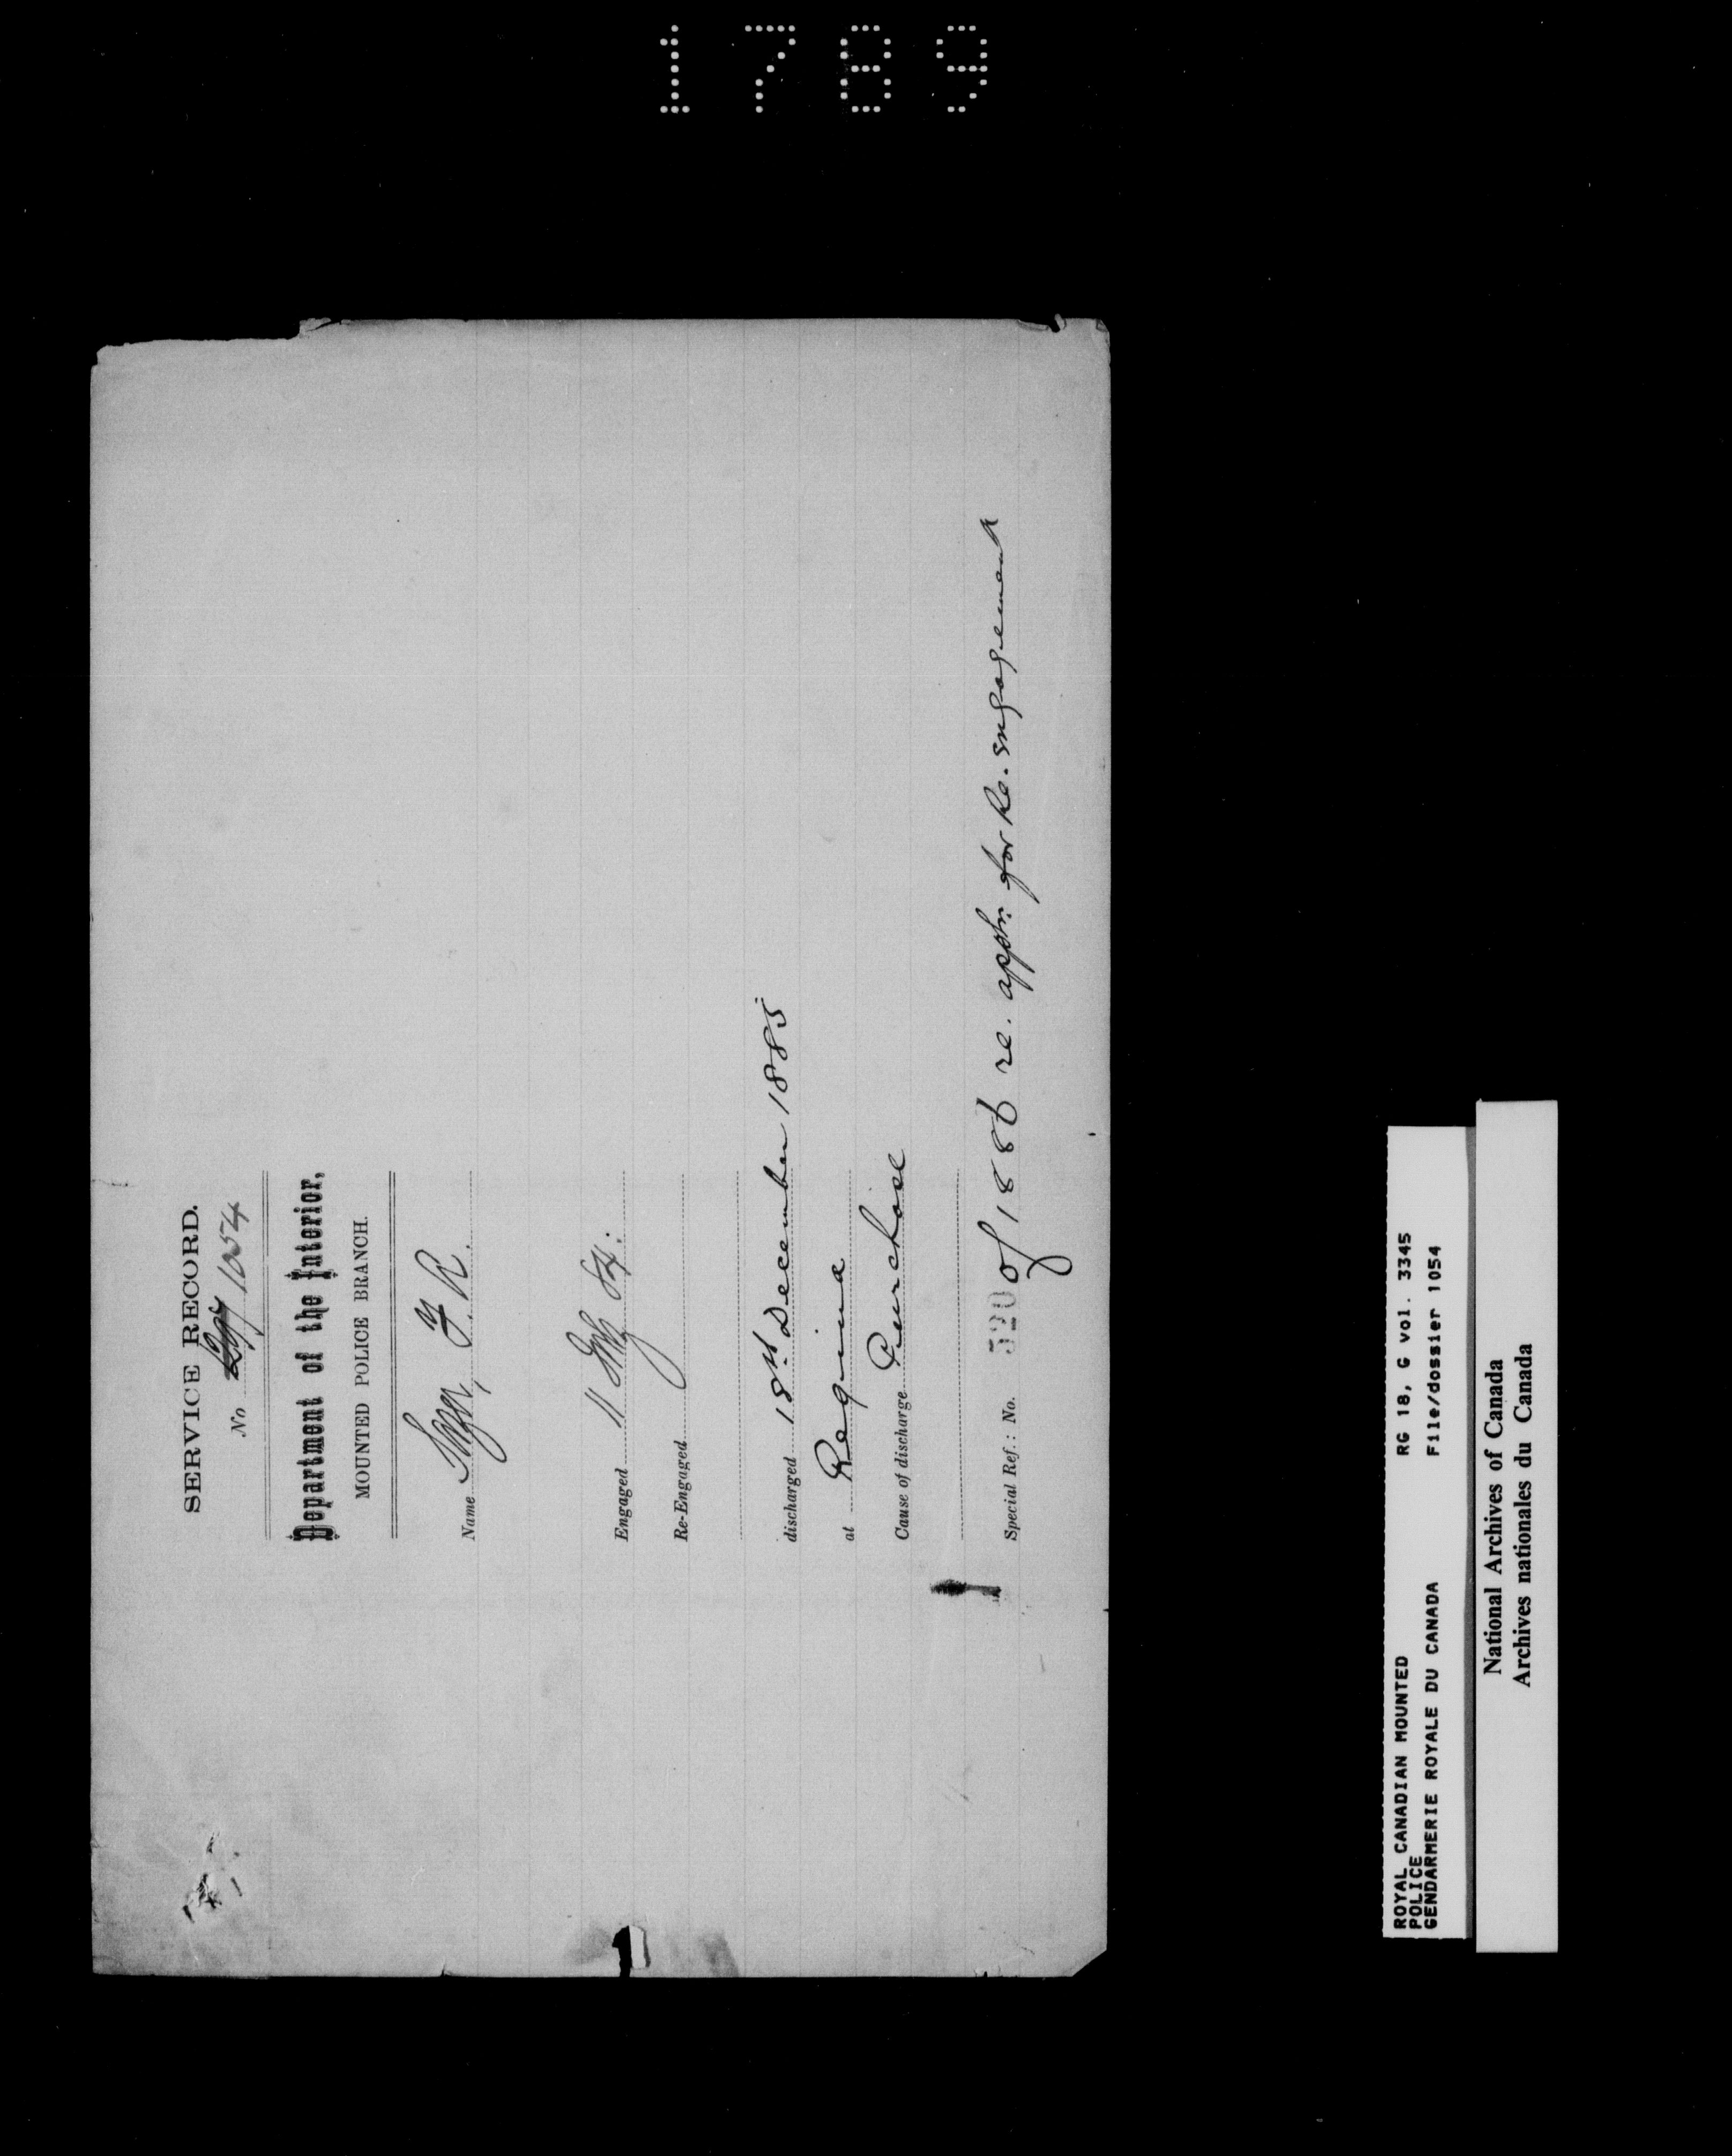 1789
SERVICE RECORD.
No 1054
Department of the Interior,
MOUNTED POLICE BRANCH.
Name F. R.
Engaged 11 July 84.
Re-Engaged
discharged 18th December 1885
at Regina
Cause of discharge Purchase
Special Ref.: No. 520 of 1886 re. appln. for Re-engagement
ROYAL CANADIAN MOUNTED RG 18, G vol. 3345
POLICE
GENDARMERIE ROYALE DU CANADA File/dossier 1054
National Archives of Canada
Archives nationales du Canada